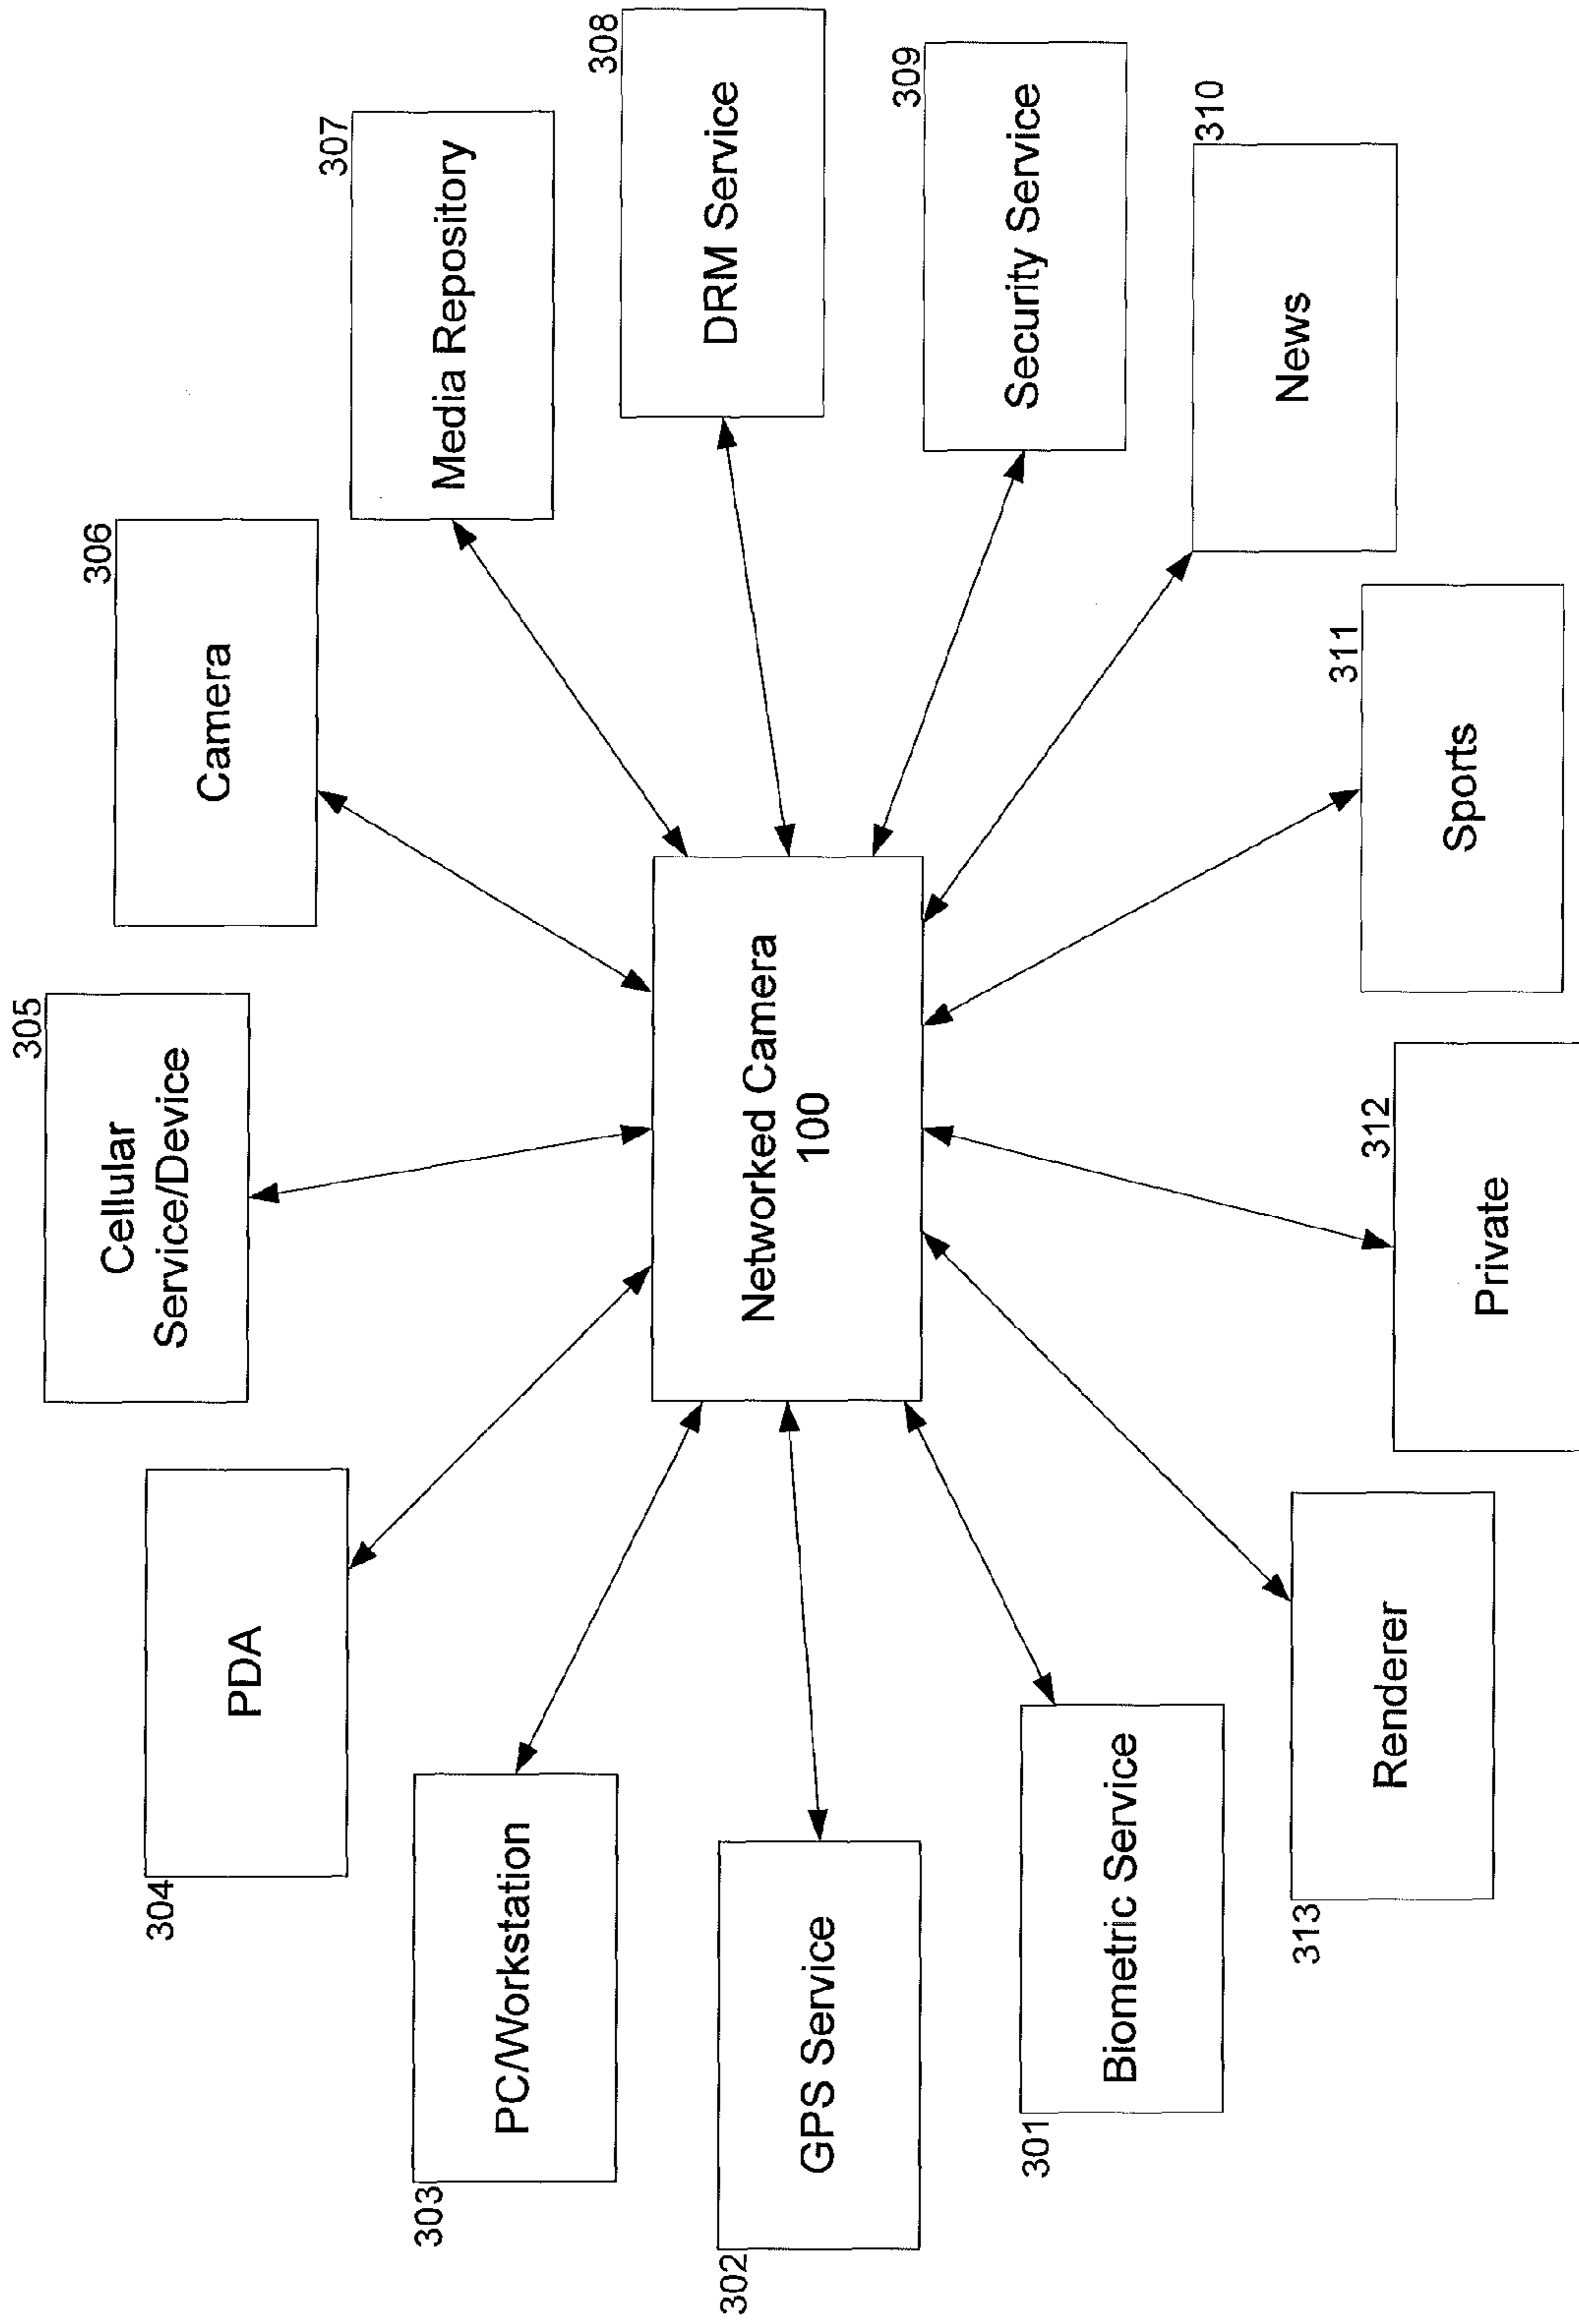 305
Cellular
Service/Device
306
Camera
304
PDA
307
Media Repository
303
PC/Workstation
308
DRM Service
Networked Camera
100
302
GPS Service
309
Security Service
301
Biometric Service
310
News
313
Renderer
311
Sports
312
Private